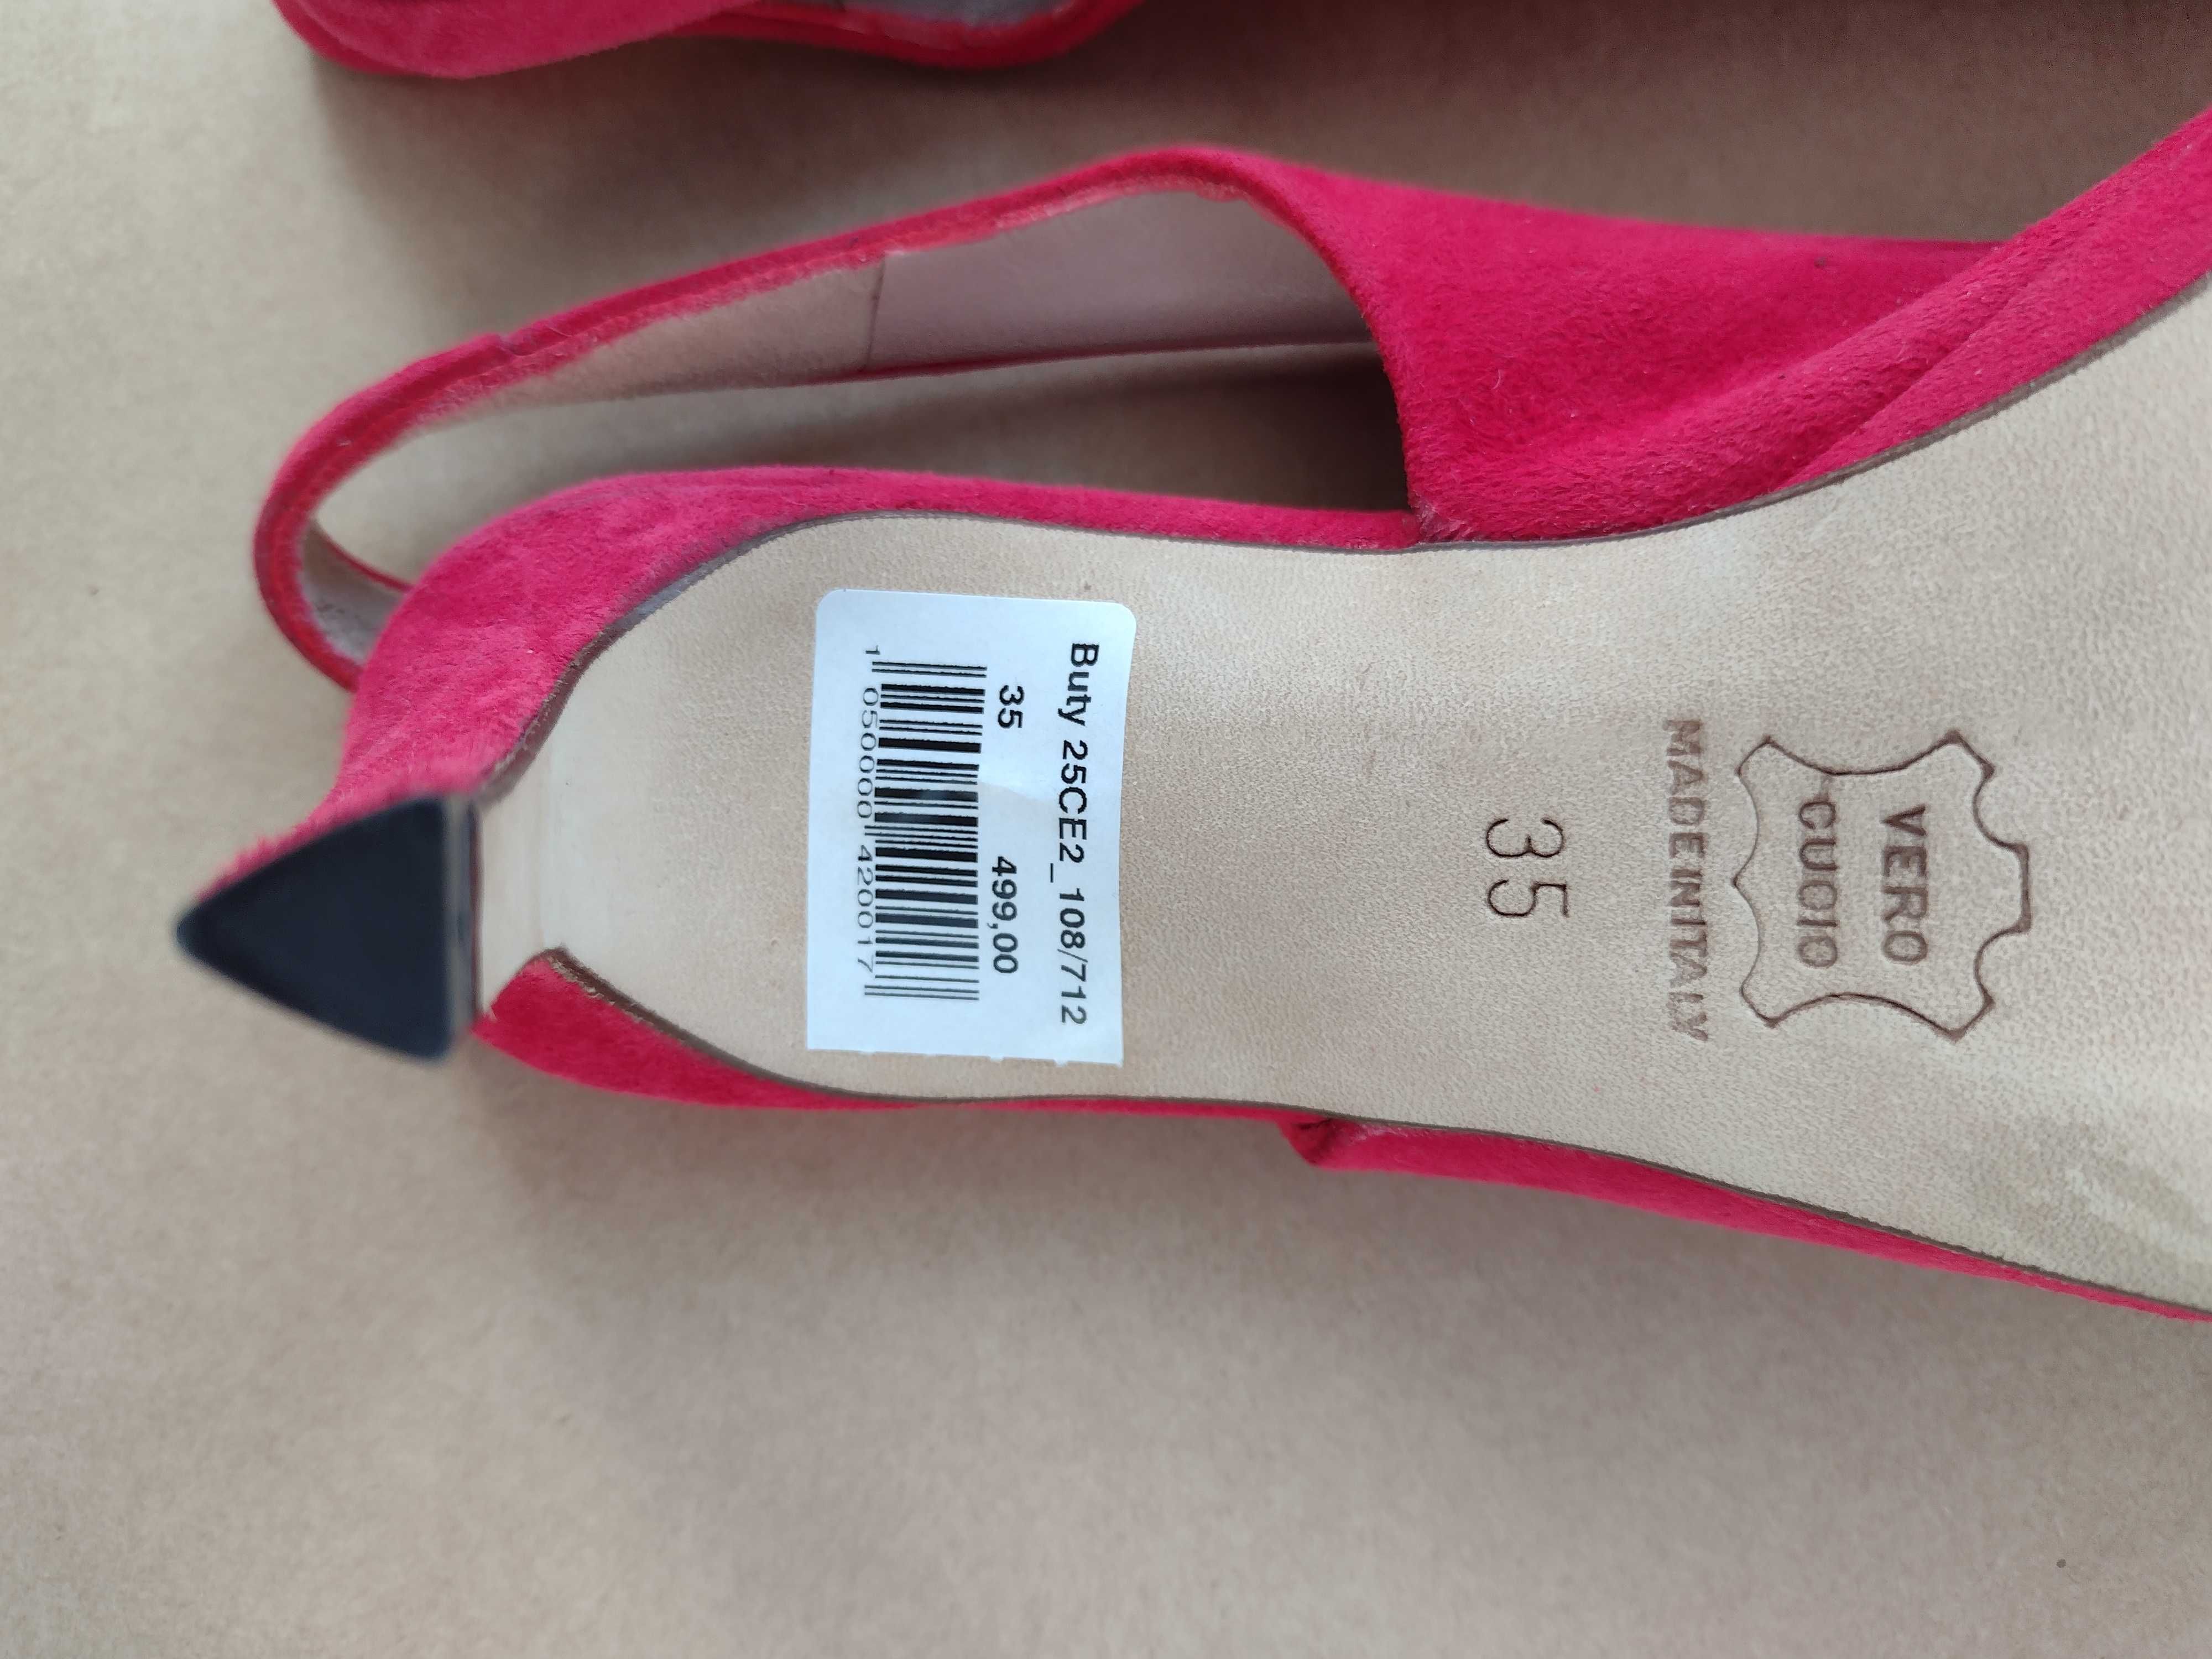 Buty 25CE2_108/712
35 499,00
1 050000 420017
35
VERO
CUOIO
MADE IN ITALY